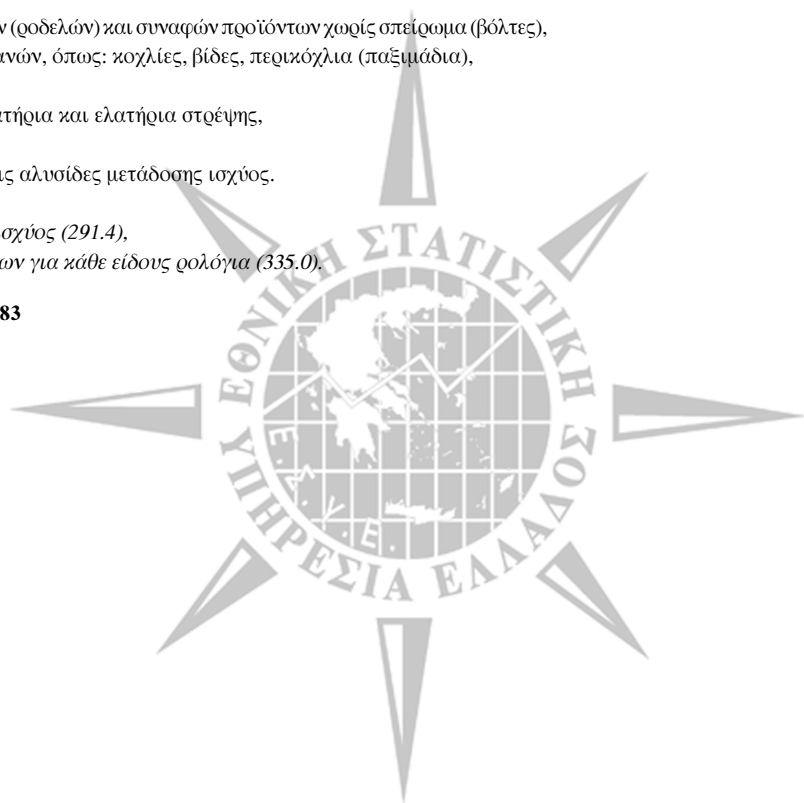 ν (ροδελών) και συναφών προϊόντων χωρίς σπείρωμα (βόλτες),
ανών, όπως: κοχλίες, βίδες, περικόχλια (παξιμάδια),
ατήρια και ελατήρια στρέψης,
ις αλυσίδες μετάδοσης ισχύος.
σχύος (291.4),
ων για κάθε είδους ρολόγια (335.0).
83
ΕΘΝΙΚΗ ΣΤΑΤΙΣΤΙΚΗ
ΥΠΗΡΕΣΙΑ ΕΛΛΑΔΟΣ
Ε.Σ.Υ.Ε.